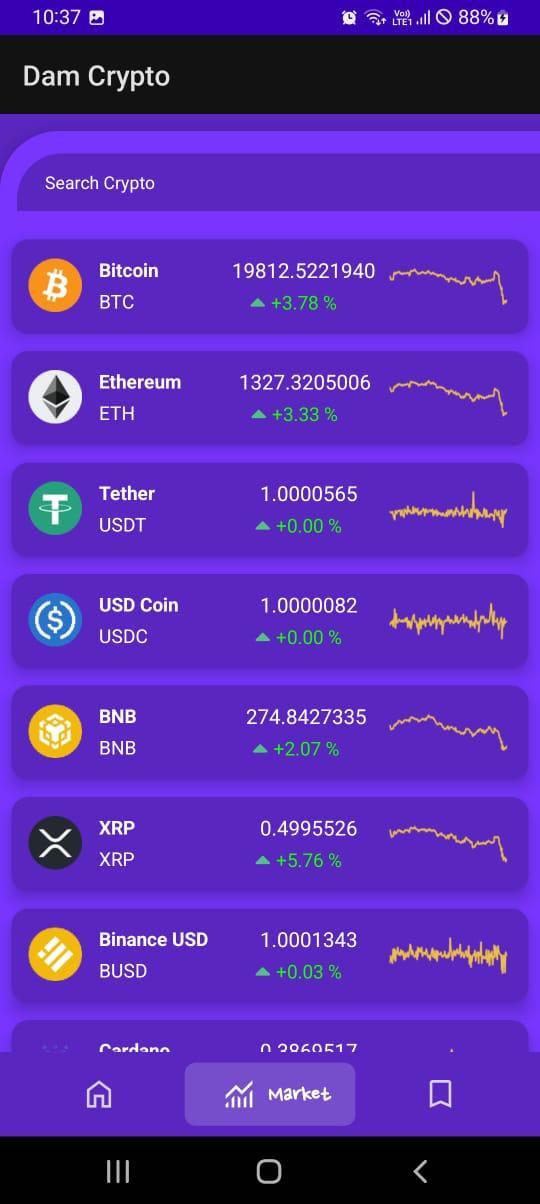 10:37 Vo) LTE1 88%
Dam Crypto
Search Crypto
Bitcoin 19812.5221940
BTC +3.78 %
Ethereum 1327.3205006
ETH +3.33 %
Tether 1.0000565
USDT +0.00 %
USD Coin 1.0000082
USDC +0.00 %
BNB 274.8427335
BNB +2.07 %
XRP 0.4995526
XRP +5.76 %
Binance USD 1.0001343
BUSD +0.03 %
Cardano 0.3869517
Market